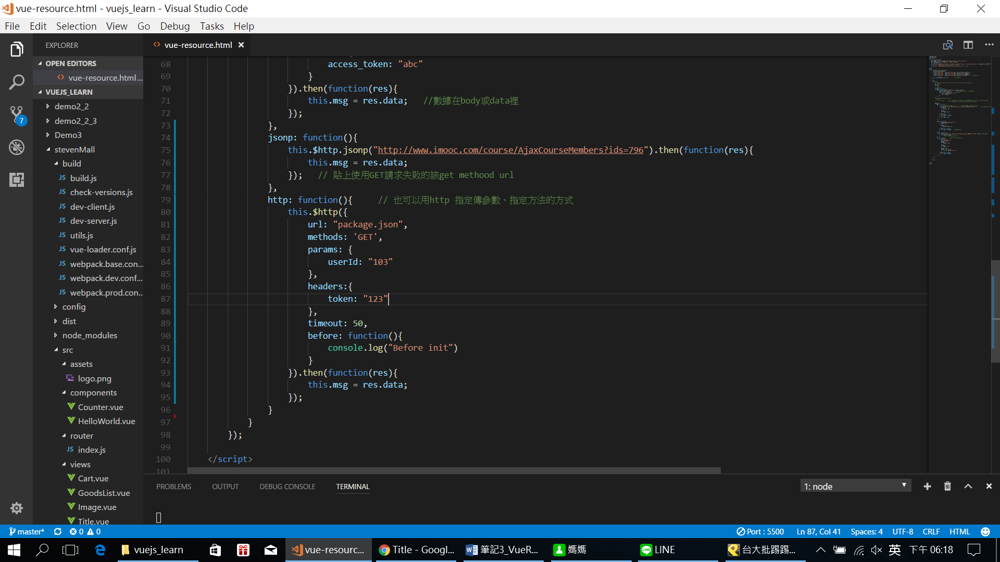 vue-resource.html - vuejs_learn - Visual Studio Code
File Edit Selection View Go Debug Tasks Help
EXPLORER
OPEN EDITORS
vue-resource.html...
VUEJS_LEARN
demo2_2
demo2_2_3
Demo3
stevenMall
build
JS build.js
JS check-versions.js
JS dev-client.js
JS dev-server.js
JS utils.js
JS vue-loader.conf.js
JS webpack.base.con...
JS webpack.dev.conf...
JS webpack.prod.con...
config
dist
node_modules
src
assets
logo.png
components
Counter.vue
HelloWorld.vue
router
JS index.js
views
Cart.vue
GoodsList.vue
Image.vue
Title.vue
7
vue-resource.html
68 access_token: "abc"
69 }
70 }).then(function(res){
71 this.msg = res.data; //數據在body或data裡
72 });
73 },
74 jsonp: function(){
75 this.$http.jsonp("http://www.imooc.com/course/AjaxCourseMembers?ids=796").then(function(res){
76 this.msg = res.data;
77 }); // 貼上使用GET請求失敗的該get methood url
78 },
79 http: function(){ // 也可以用http 指定傳參數、指定方法的方式
80 this.$http({
81 url: "package.json",
82 methods: 'GET',
83 params: {
84 userId: "103"
85 },
86 headers:{
87 token: "123"
88 },
89 timeout: 50,
90 before: function(){
91 console.log("Before init")
92 }
93 }).then(function(res){
94 this.msg = res.data;
95 });
96 }
97 }
98 });
99
100 </script>
101
PROBLEMS OUTPUT DEBUG CONSOLE TERMINAL 1: node
master* 0 0 Port : 5500 Ln 87, Col 41 Spaces: 4 UTF-8 CRLF HTML
vuejs_learn vue-resourc... Title - Googl... 筆記3_VueR... 媽媽 LINE 台大批踢踢... 英 下午 06:18